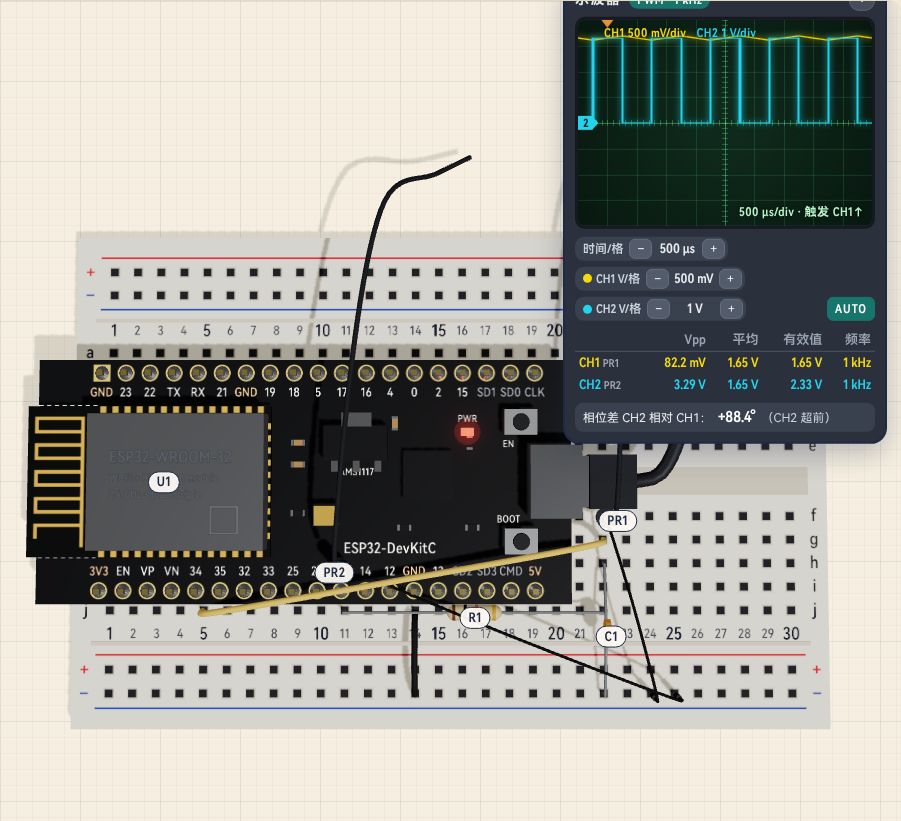 CH1 500 mV/div CH2 1 V/div
2
500 µs/div · 触发 CH1↑
时间/格 − 500 µs +
CH1 V/格 − 500 mV +
CH2 V/格 − 1 V + AUTO
Vpp 平均 有效值 频率
CH1 PR1 82.2 mV 1.65 V 1.65 V 1 kHz
CH2 PR2 3.29 V 1.65 V 2.33 V 1 kHz
相位差 CH2 相对 CH1: +88.4° （CH2 超前）
+
−
1 2 3 4 5 6 7 8 9 10 11 12 13 14 15 16 17 18 19 20
a
GND 23 22 TX RX 21 GND 19 18 5 17 16 4 0 2 15 SD1 SD0 CLK
PWR
EN
e
ESP32-WROOM-32
AMS1117
U1
BOOT
PR1
f
g
h
i
j
ESP32-DevKitC
3V3 EN VP VN 34 35 32 33 25 PR2 14 12 GND 13 SD2 SD3 CMD 5V
j
R1
C1
1 2 3 4 5 6 7 8 9 10 11 12 13 14 15 16 17 18 19 20 21 24 25 26 27 28 29 30
+ +
− −